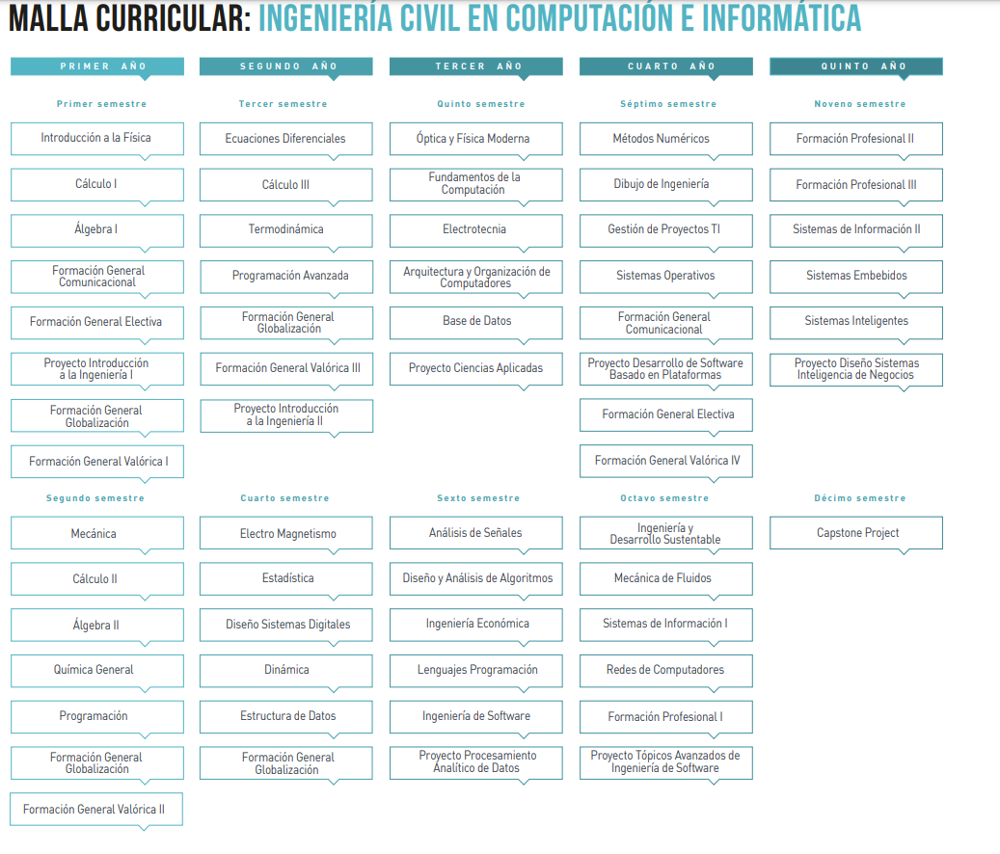 MALLA CURRICULAR: INGENIERÍA CIVIL EN COMPUTACIÓN E INFORMÁTICA
PRIMER AÑO
Primer semestre
Introducción a la Física
Cálculo I
Álgebra I
Formación General
Comunicacional
Formación General Electiva
Proyecto Introducción
a la Ingeniería I
Formación General
Globalización
Formación General Valórica I
Segundo semestre
Mecánica
Cálculo II
Álgebra II
Química General
Programación
Formación General
Globalización
Formación General Valórica II
SEGUNDO AÑO
Tercer semestre
Ecuaciones Diferenciales
Cálculo III
Termodinámica
Programación Avanzada
Formación General
Globalización
Formación General Valórica III
Proyecto Introducción
a la Ingeniería II
Cuarto semestre
Electro Magnetismo
Estadística
Diseño Sistemas Digitales
Dinámica
Estructura de Datos
Formación General
Globalización
TERCER AÑO
Quinto semestre
Óptica y Física Moderna
Fundamentos de la
Computación
Electrotecnia
Arquitectura y Organización de
Computadores
Base de Datos
Proyecto Ciencias Aplicadas
Sexto semestre
Análisis de Señales
Diseño y Análisis de Algoritmos
Ingeniería Económica
Lenguajes Programación
Ingeniería de Software
Proyecto Procesamiento
Analítico de Datos
CUARTO AÑO
Séptimo semestre
Métodos Numéricos
Dibujo de Ingeniería
Gestión de Proyectos TI
Sistemas Operativos
Formación General
Comunicacional
Proyecto Desarrollo de Software
Basado en Plataformas
Formación General Electiva
Formación General Valórica IV
Octavo semestre
Ingeniería y
Desarrollo Sustentable
Mecánica de Fluidos
Sistemas de Información I
Redes de Computadores
Formación Profesional I
Proyecto Tópicos Avanzados de
Ingeniería de Software
QUINTO AÑO
Noveno semestre
Formación Profesional II
Formación Profesional III
Sistemas de Información II
Sistemas Embebidos
Sistemas Inteligentes
Proyecto Diseño Sistemas
Inteligencia de Negocios
Décimo semestre
Capstone Project